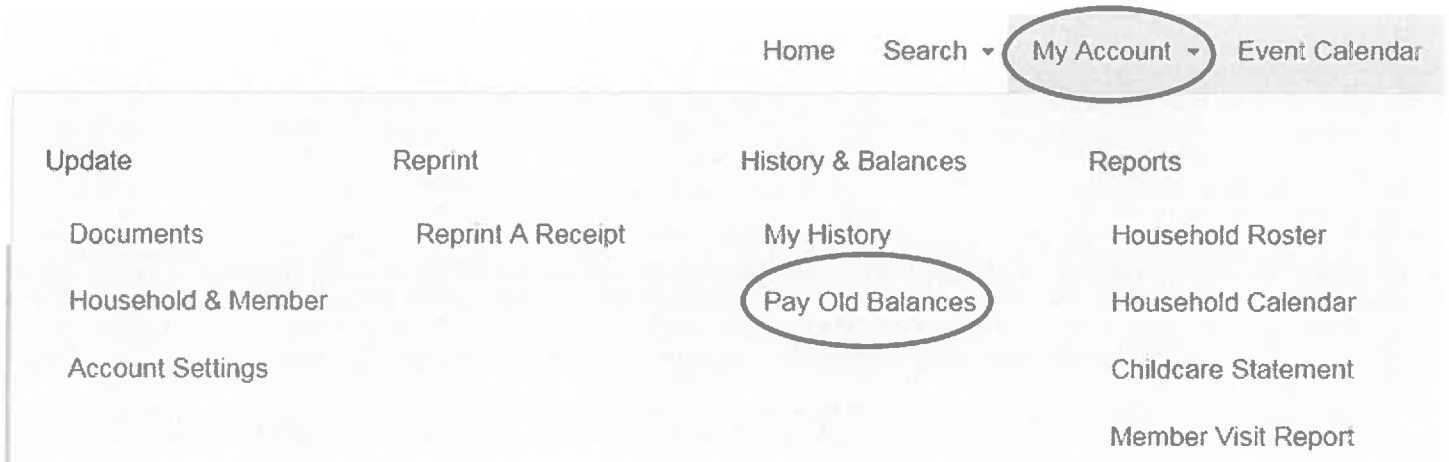 Home Search My Account Event Calendar
Update Reprint History & Balances Reports
Documents Reprint A Receipt My History Household Roster
Household & Member Pay Old Balances Household Calendar
Account Settings Childcare Statement
Member Visit Report